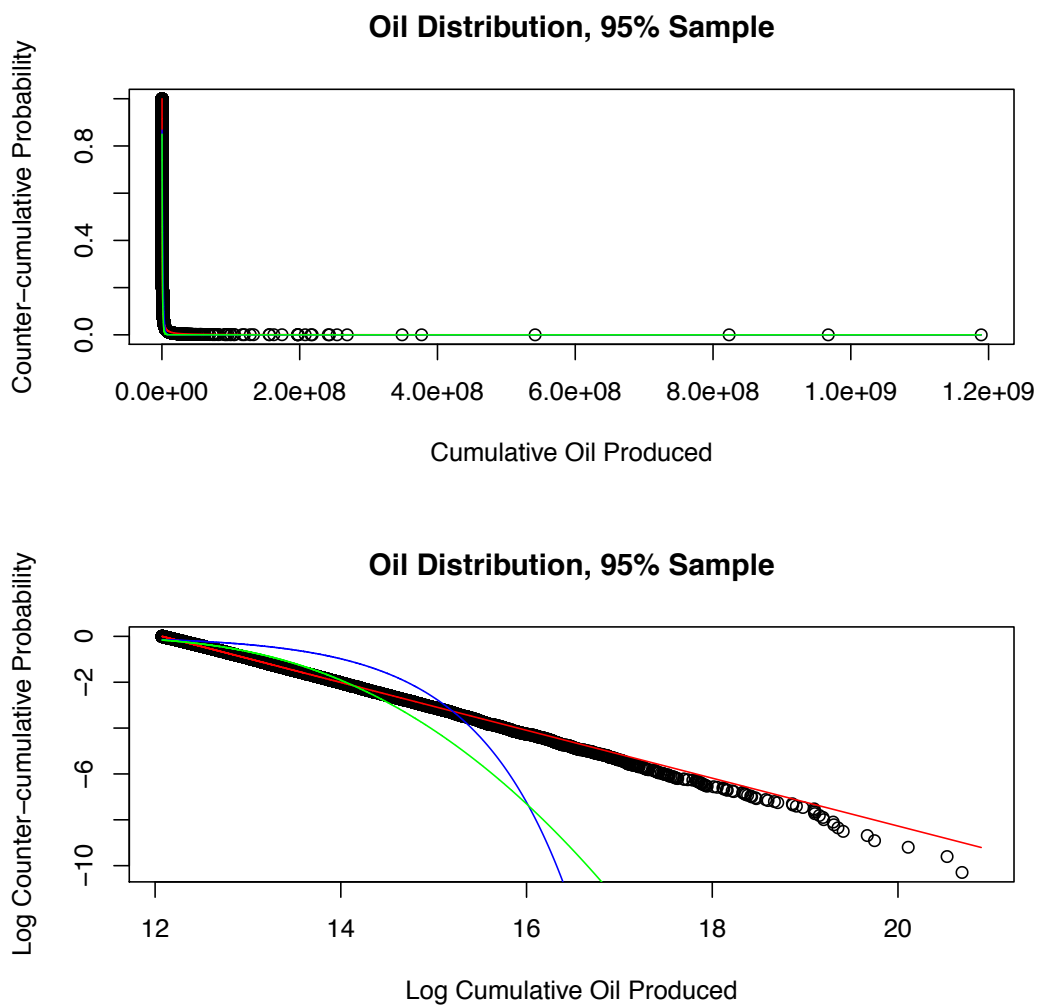 Oil Distribution, 95% Sample
Counter−cumulative Probability
0.8
0.4
0.0
0.0e+00 2.0e+08 4.0e+08 6.0e+08 8.0e+08 1.0e+09 1.2e+09
Cumulative Oil Produced
Oil Distribution, 95% Sample
Log Counter−cumulative Probability
0
−2
−6
−10
12 14 16 18 20
Log Cumulative Oil Produced